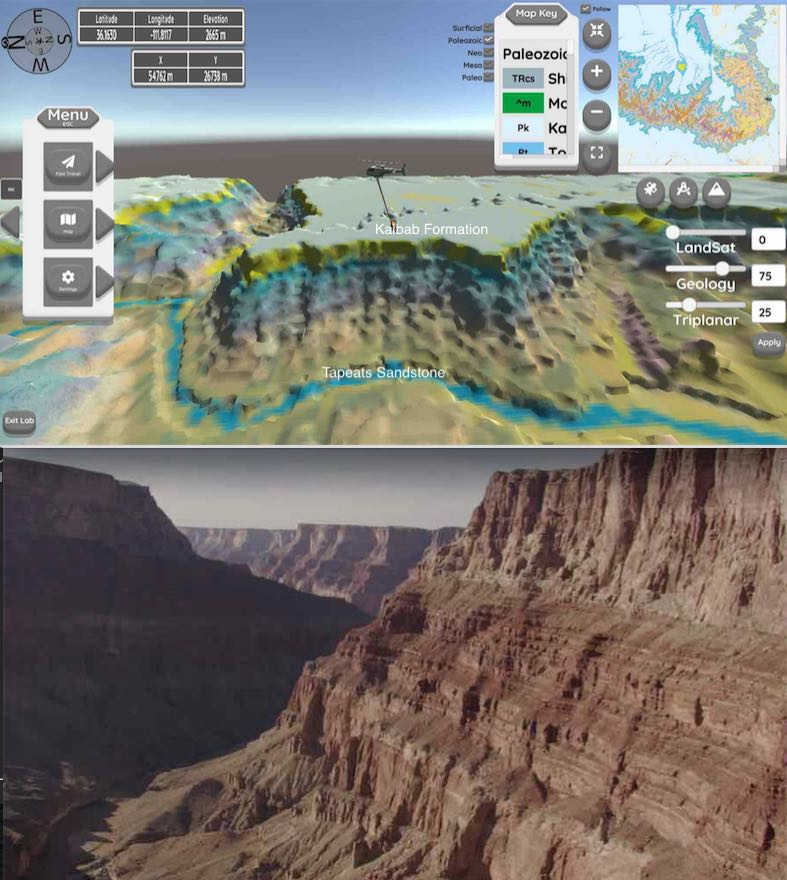 E
S
W
N
Latitude Longitude Elevation
36.1630 -111.8117 2665 m
X Y
54762 m 26738 m
Menu
ESC
Fast Travel
Map
Settings
Exit Lab
Surficial
Paleozoic
Neo
Meso
Paleo
Map Key
Paleozoic
TRcs Sh
^m Mo
Pk Ka
Pt To
Follow
LandSat 0
Geology 75
Triplanar 25
Apply
Kaibab Formation
Tapeats Sandstone